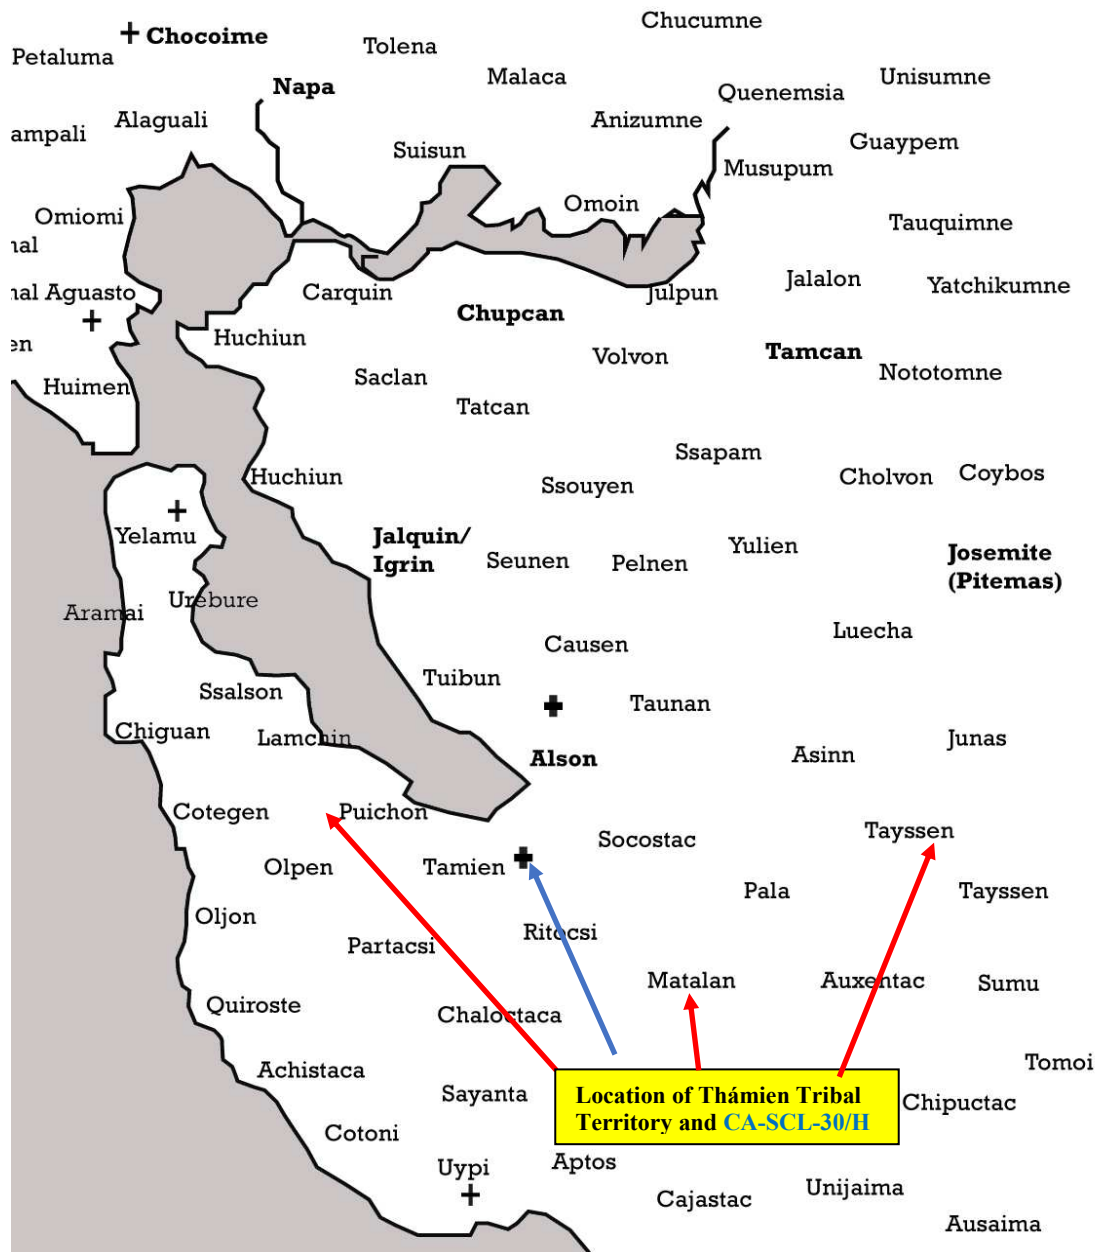 Chucumne
Chocoime
Tolena
Petaluma
Malaca
Unisumne
Napa
Quenemsia
Alaguali
Anizumne
ampali
Guaypem
Suisun
Musupum
Omoin
Omiomi
Tauquimne
nal
Jalalon
Yatchikumne
nal Aguasto
Carquin
Julpun
Chupcan
Huchiun
en
Volvon
Tamcan
Nototomne
Saclan
Huimen
Tatcan
Ssapam
Huchiun
Cholvon
Coybos
Ssouyen
Yelamu
Jalquin/
Igrin
Seunen
Pelnen
Yulien
Josemite
(Pitemas)
Urebure
Aramai
Luecha
Causen
Tuibun
Ssalson
Taunan
Chiguan
Lamchin
Alson
Asinn
Junas
Cotegen
Puichon
Socostac
Tayssen
Olpen
Tamien
Pala
Tayssen
Oljon
Ritocsi
Partacsi
Matalan
Auxentac
Sumu
Quiroste
Chaloctaca
Tomoi
Achistaca
Sayanta
Location of Thámien Tribal
Territory and CA-SCL-30/H
Chipuctac
Cotoni
Uypi
Aptos
Cajastac
Unijaima
Ausaima